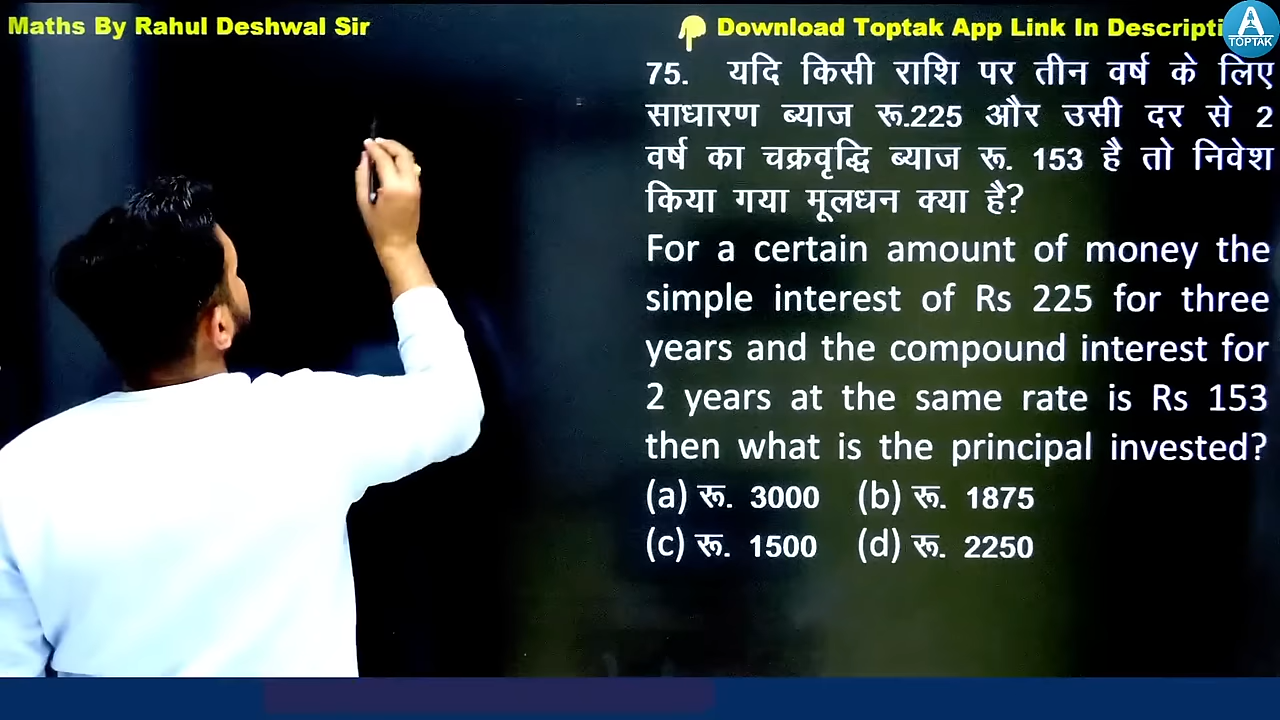 Maths By Rahul Deshwal Sir
Download Toptak App Link In Descripti
TOPTAK
75. यदि किसी राशि पर तीन वर्ष के लिए
साधारण ब्याज रू.225 और उसी दर से 2
वर्ष का चक्रवृद्धि ब्याज रू. 153 है तो निवेश
किया गया मूलधन क्या है?
For a certain amount of money the
simple interest of Rs 225 for three
years and the compound interest for
2 years at the same rate is Rs 153
then what is the principal invested?
(a) रू. 3000 (b) रू. 1875
(c) रू. 1500 (d) रू. 2250